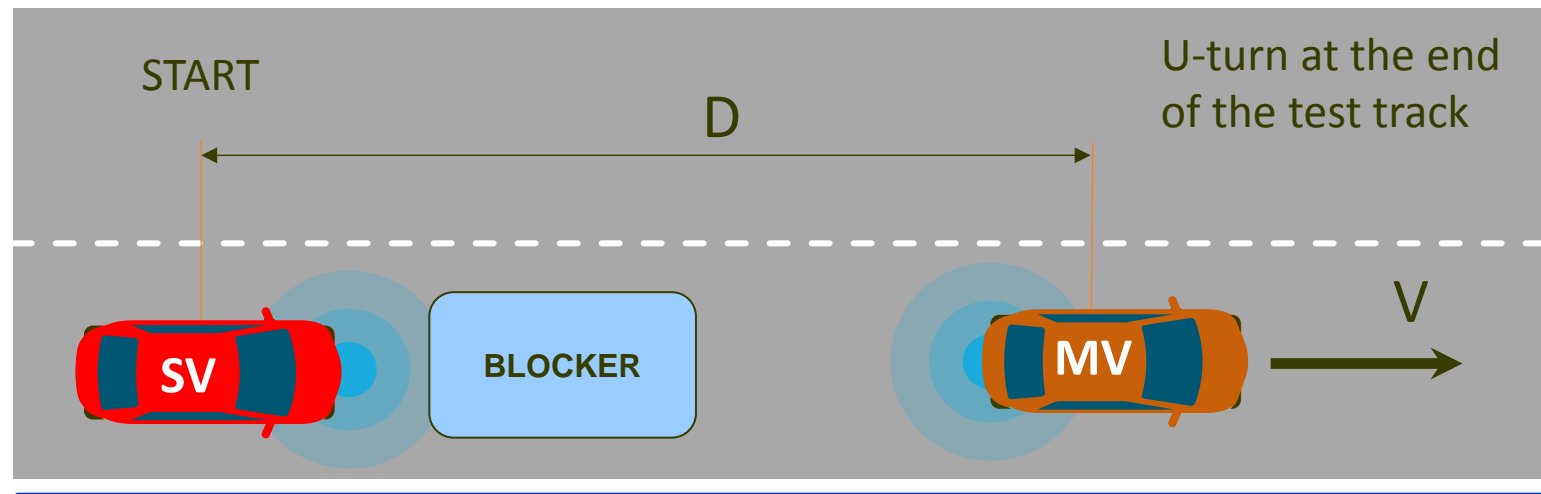 START
D
U-turn at the end
of the test track
V
SV
BLOCKER
MV